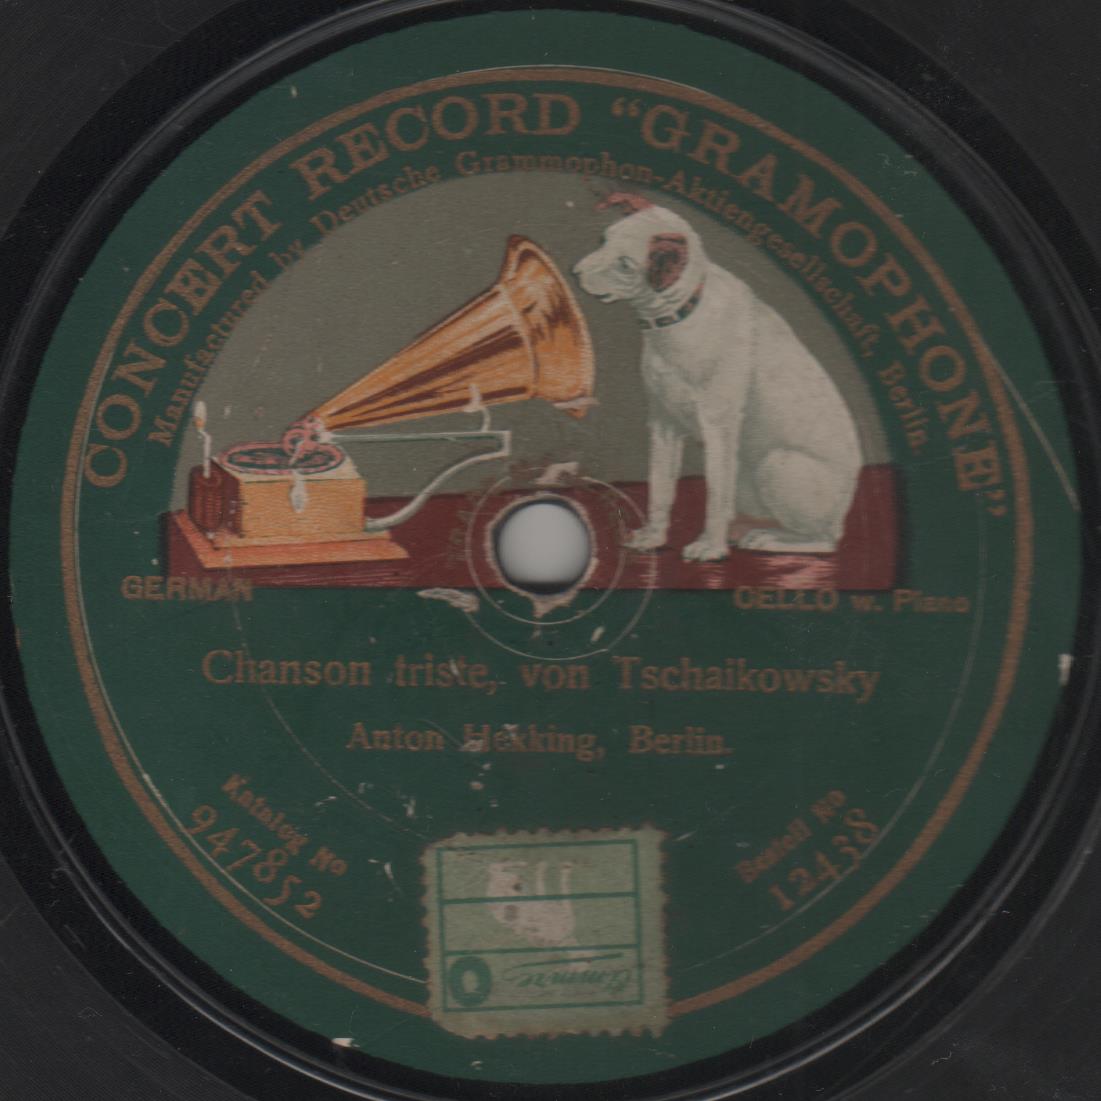 CONCERT RECORD “GRAMOPHONE”
Manufactured by Deutsche Grammophon-Aktiengesellschaft, Berlin.
GERMAN
CELLO w. Piano
Chanson triste, von Tschaikowsky
Anton Hekking, Berlin.
Katalog No
947852
Bestell No
12438